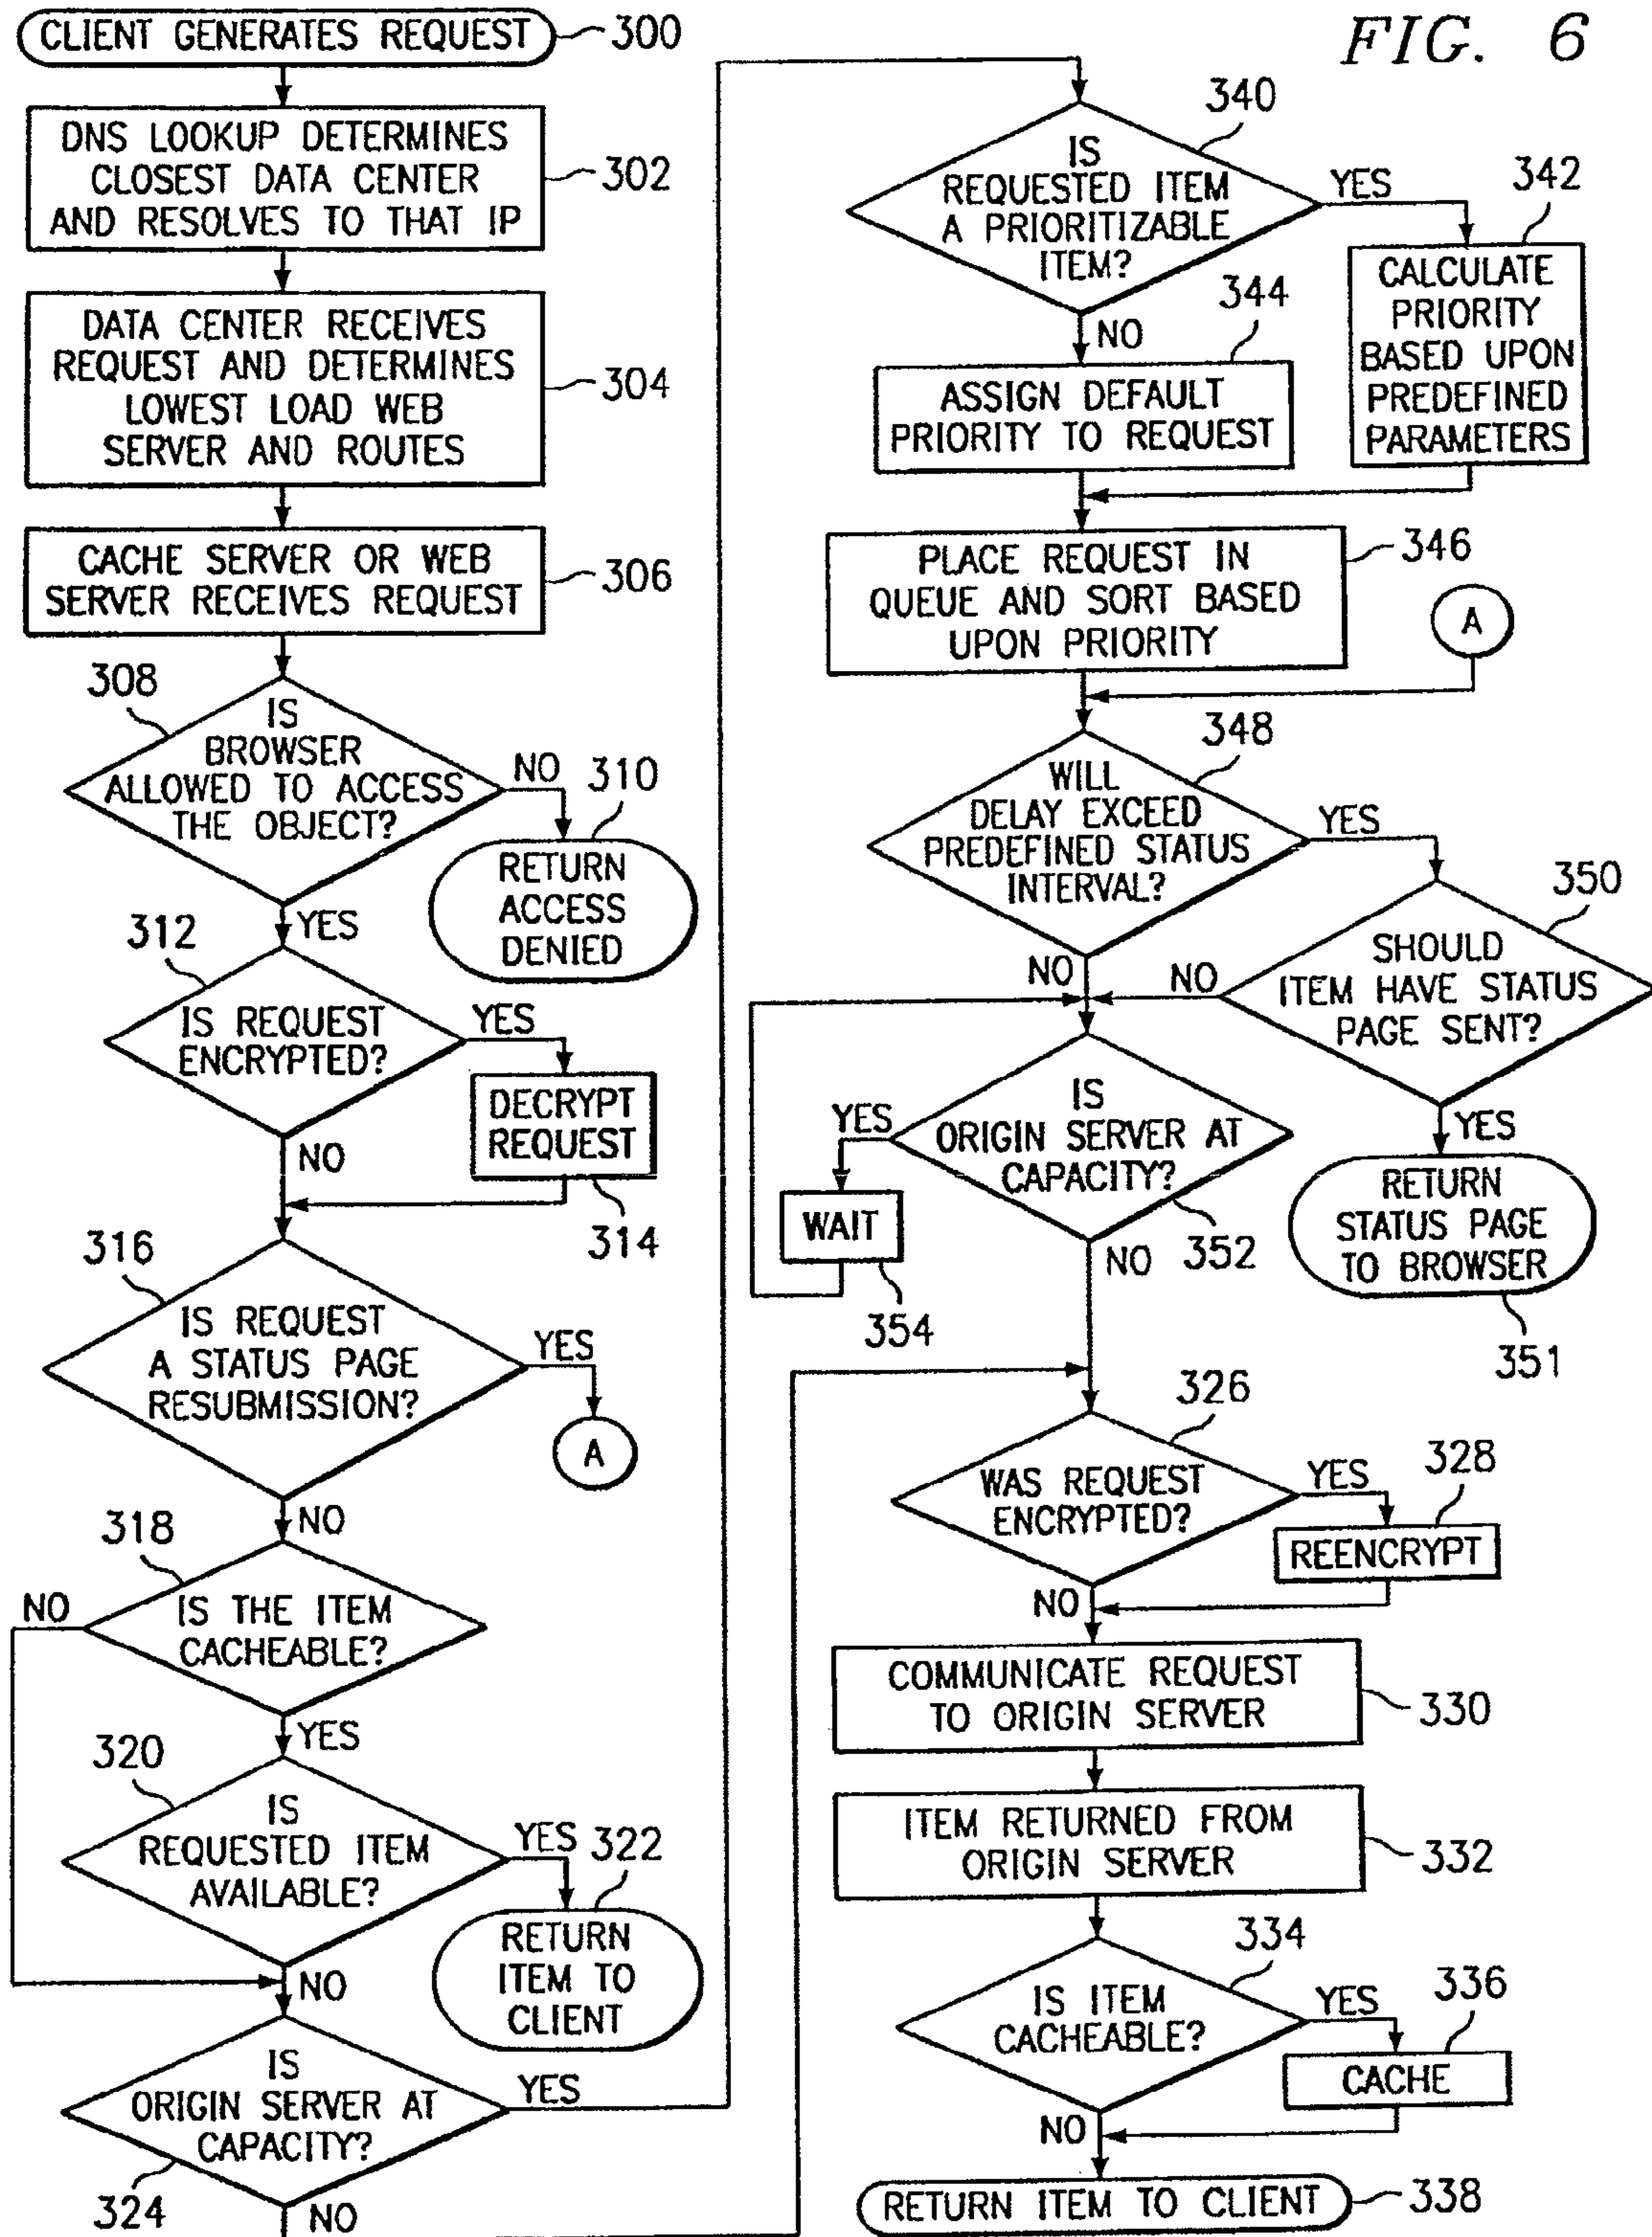 FIG. 6
CLIENT GENERATES REQUEST
300
DNS LOOKUP DETERMINES
CLOSEST DATA CENTER
AND RESOLVES TO THAT IP
302
DATA CENTER RECEIVES
REQUEST AND DETERMINES
LOWEST LOAD WEB
SERVER AND ROUTES
304
CACHE SERVER OR WEB
SERVER RECEIVES REQUEST
306
308
IS
BROWSER
ALLOWED TO ACCESS
THE OBJECT?
NO
310
RETURN
ACCESS
DENIED
YES
312
IS REQUEST
ENCRYPTED?
YES
DECRYPT
REQUEST
314
NO
316
IS REQUEST
A STATUS PAGE
RESUBMISSION?
YES
A
NO
318
IS THE ITEM
CACHEABLE?
NO
YES
320
IS
REQUESTED ITEM
AVAILABLE?
YES
322
RETURN
ITEM TO
CLIENT
NO
IS
ORIGIN SERVER AT
CAPACITY?
YES
324
NO
340
IS
REQUESTED ITEM
A PRIORITIZABLE
ITEM?
YES
342
CALCULATE
PRIORITY
BASED UPON
PREDEFINED
PARAMETERS
NO
344
ASSIGN DEFAULT
PRIORITY TO REQUEST
PLACE REQUEST IN
QUEUE AND SORT BASED
UPON PRIORITY
346
A
348
WILL
DELAY EXCEED
PREDEFINED STATUS
INTERVAL?
YES
350
SHOULD
ITEM HAVE STATUS
PAGE SENT?
NO
NO
YES
RETURN
STATUS PAGE
TO BROWSER
351
IS
ORIGIN SERVER AT
CAPACITY?
YES
WAIT
354
NO
352
326
WAS REQUEST
ENCRYPTED?
YES
328
REENCRYPT
NO
COMMUNICATE REQUEST
TO ORIGIN SERVER
330
ITEM RETURNED FROM
ORIGIN SERVER
332
334
IS ITEM
CACHEABLE?
YES
336
CACHE
NO
RETURN ITEM TO CLIENT
338